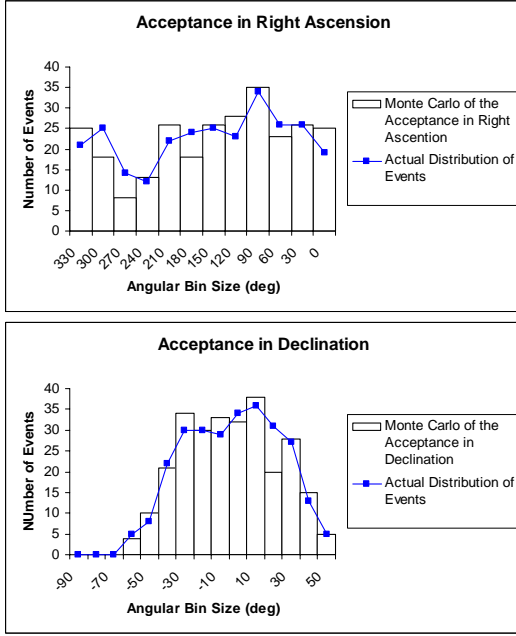 Acceptance in Right Ascension
Number of Events
40
35
30
25
20
15
10
5
0
330
300
270
240
210
180
160
120
90
60
30
0
Angular Bin Size (deg)
Monte Carlo of the
Acceptance in Right
Ascention
Actual Distribution of
Events
Acceptance in Declination
NUmber of Events
40
35
30
25
20
15
10
5
0
-90
-70
-50
-30
-10
10
30
50
Angular Bin Size (deg)
Monte Carlo of the
Acceptance in
Declination
Actual Distribution of
Events